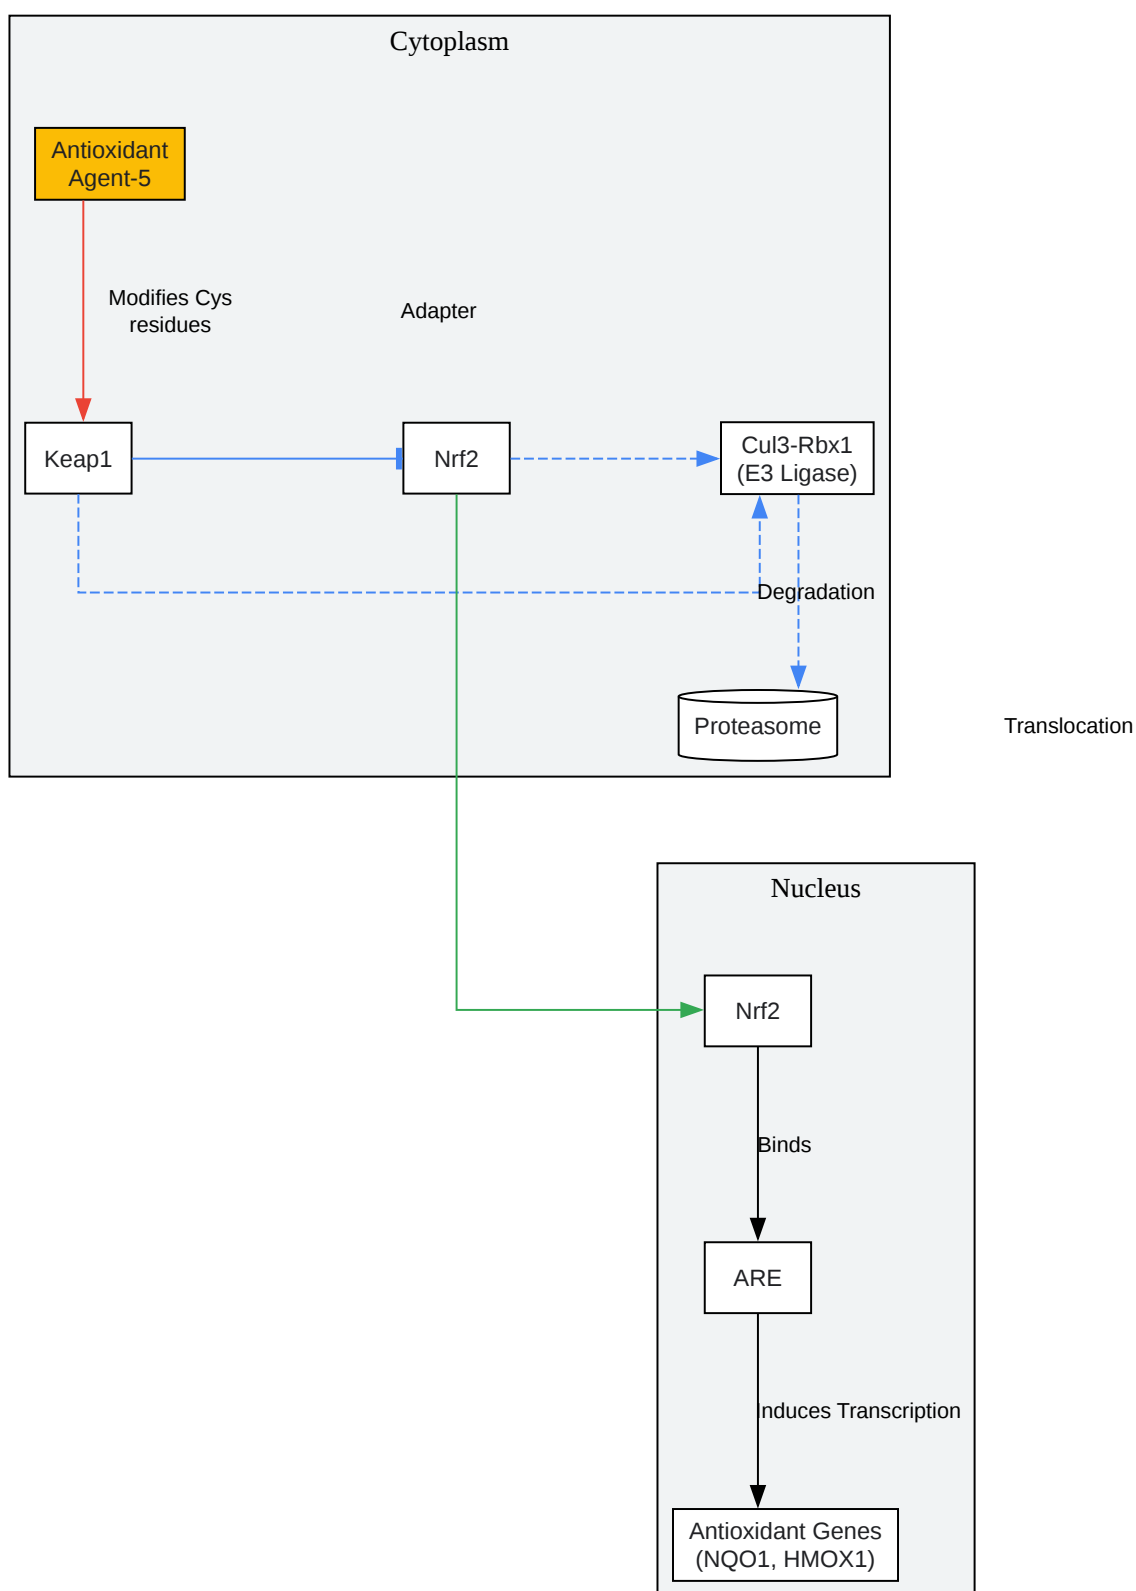 Cytoplasm
Antioxidant
Agent-5
Modifies Cys
residues
Adapter
Keap1
Nrf2
Cul3-Rbx1
(E3 Ligase)
Degradation
Proteasome
Translocation
Nucleus
Nrf2
Binds
ARE
Induces Transcription
Antioxidant Genes
(NQO1, HMOX1)